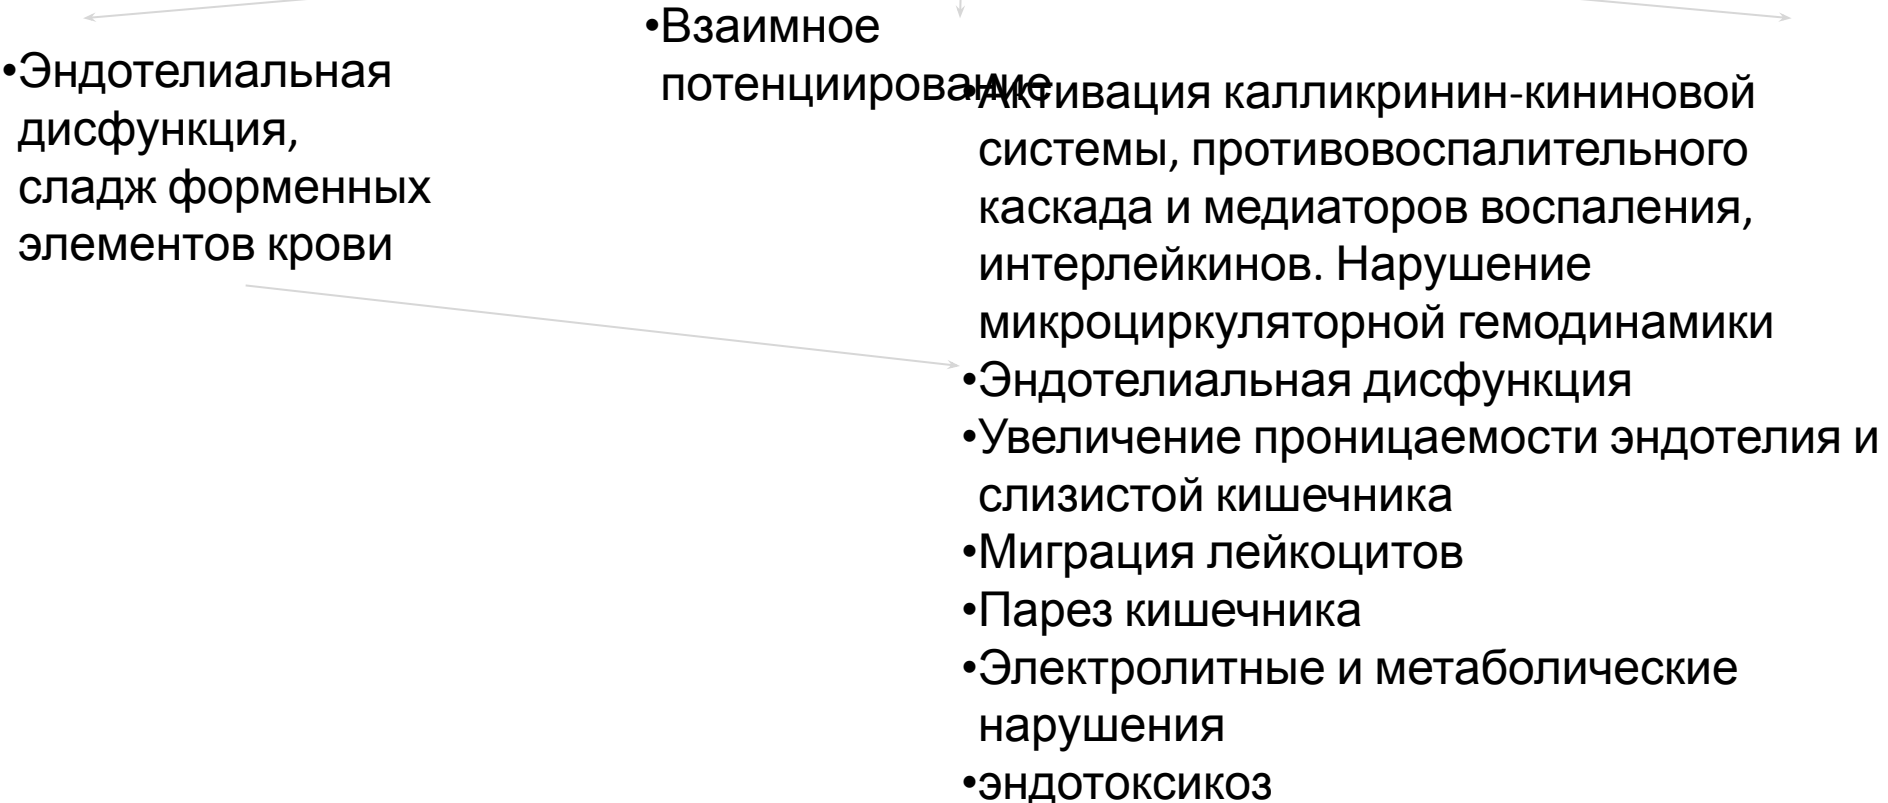 •Взаимное
потенциирование
•Эндотелиальная
дисфункция,
сладж форменных
элементов крови
•Активация калликринин-кининовой
системы, противовоспалительного
каскада и медиаторов воспаления,
интерлейкинов. Нарушение
микроциркуляторной гемодинамики
•Эндотелиальная дисфункция
•Увеличение проницаемости эндотелия и
слизистой кишечника
•Миграция лейкоцитов
•Парез кишечника
•Электролитные и метаболические
нарушения
•эндотоксикоз